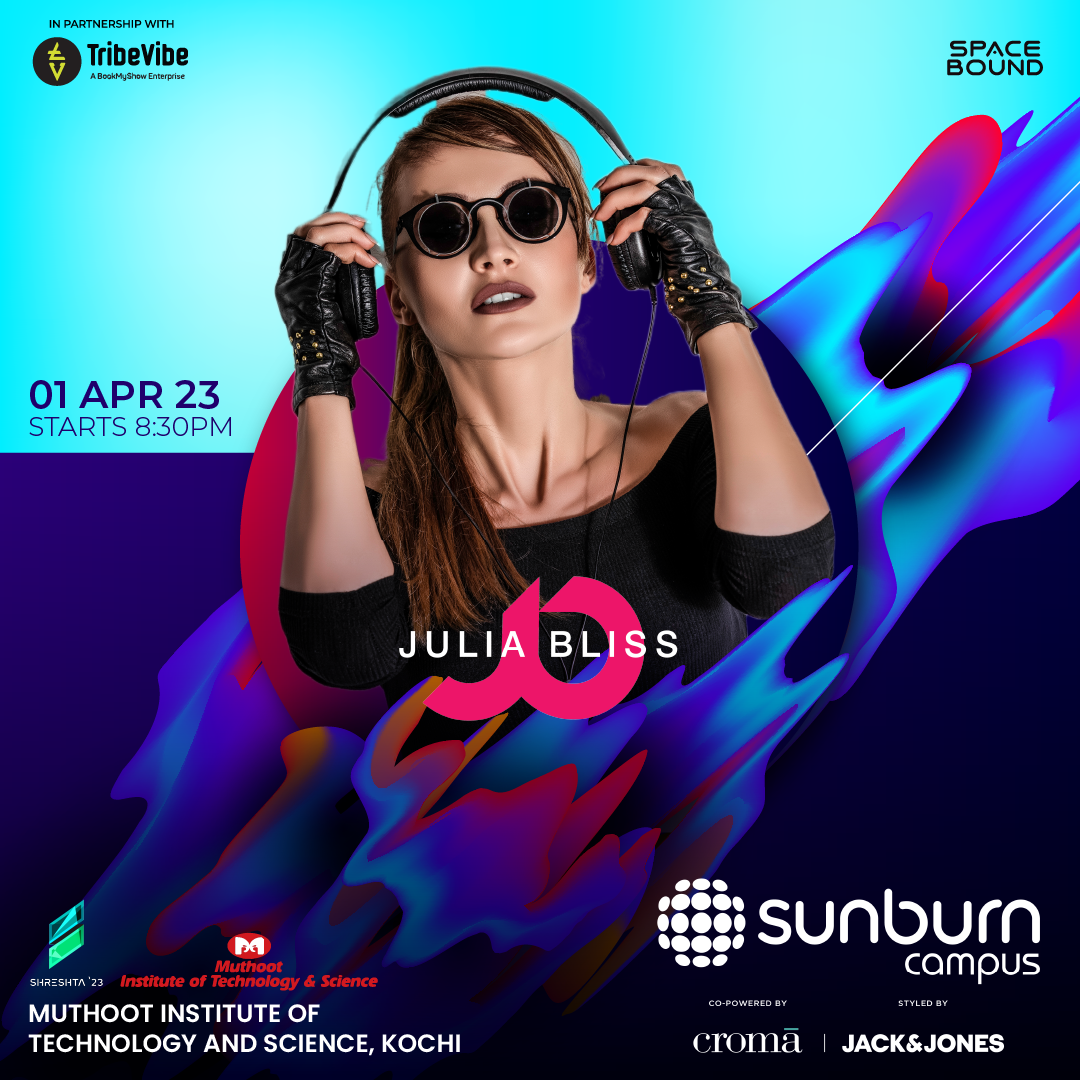 IN PARTNERSHIP WITH
TribeVibe
A BookMyShow Enterprise
SPACE
BOUND
01 APR 23
STARTS 8:30PM
JULIA BLISS
sunburn
campus
SHRESHTA '23
Muthoot
Institute of Technology & Science
MUTHOOT INSTITUTE OF
TECHNOLOGY AND SCIENCE, KOCHI
CO-POWERED BY
STYLED BY
cromā
JACK&JONES